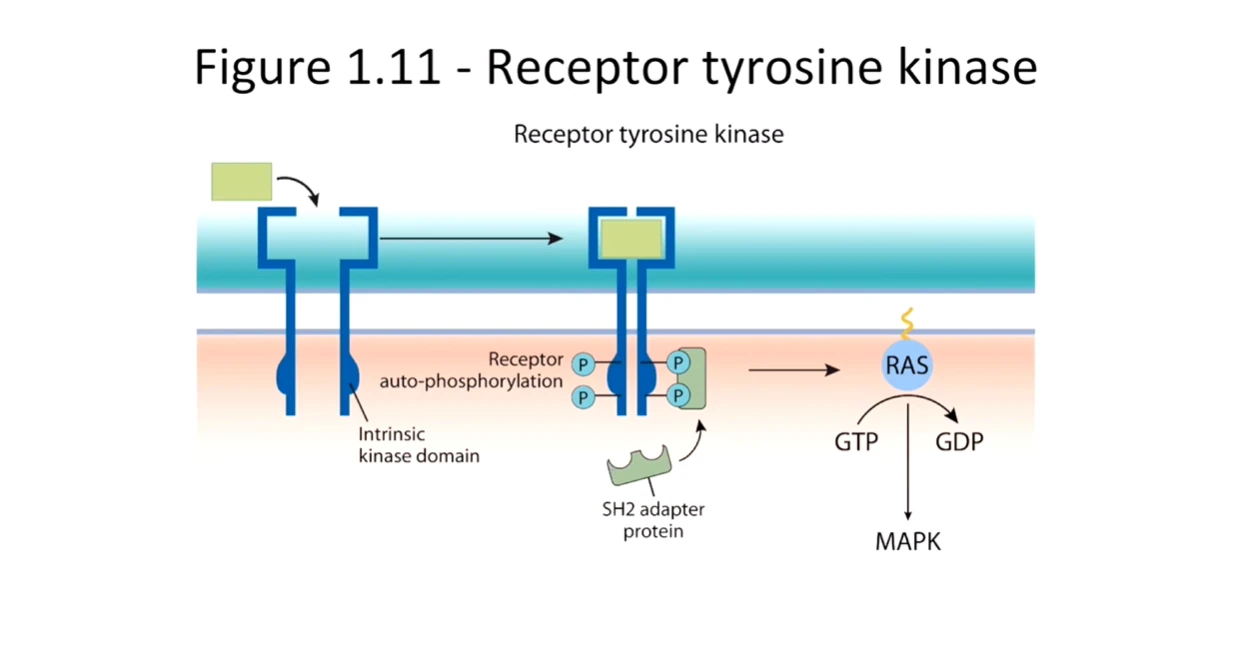 Figure 1.11 - Receptor tyrosine kinase
Receptor tyrosine kinase
Receptor
auto-phosphorylation
P
P
P
P
Intrinsic
kinase domain
SH2 adapter
protein
RAS
GTP
GDP
MAPK